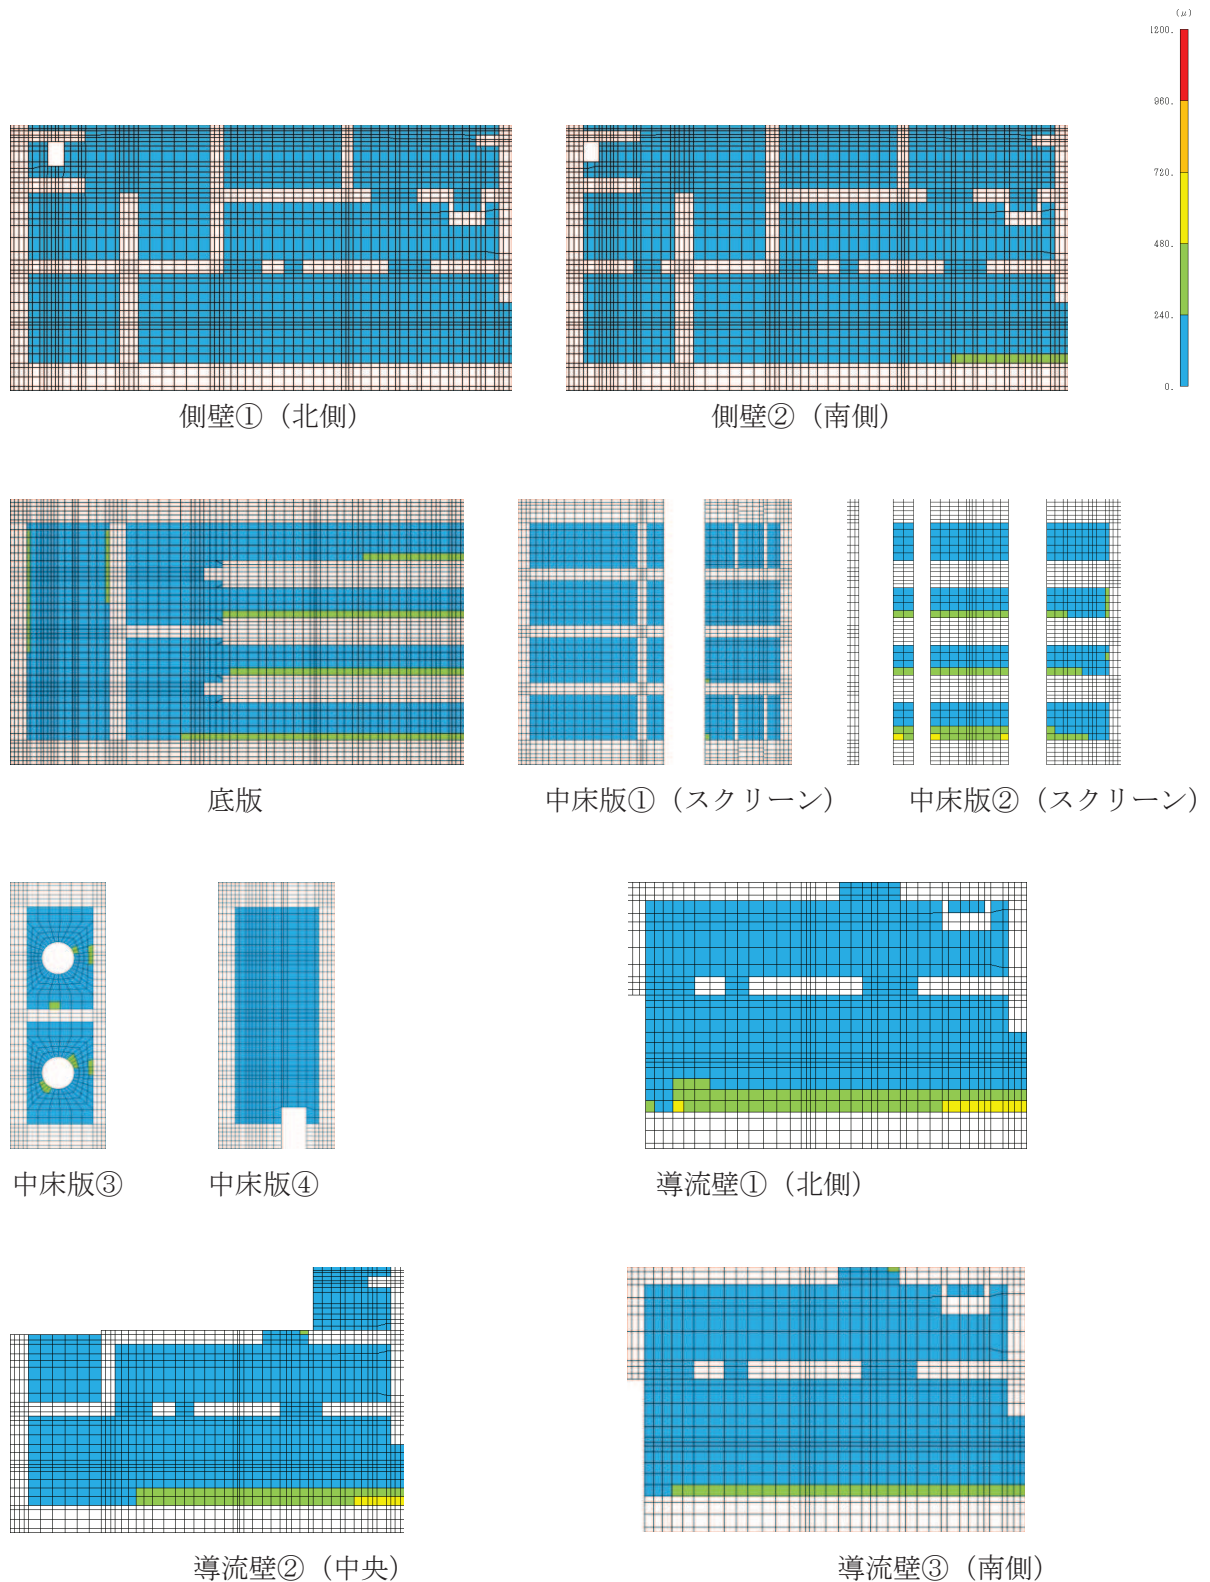 (μ)
1200.
960.
720.
480.
240.
0.
側壁①（北側）
側壁②（南側）
底版
中床版①（スクリーン）
中床版②（スクリーン）
中床版③
中床版④
導流壁①（北側）
導流壁②（中央）
導流壁③（南側）